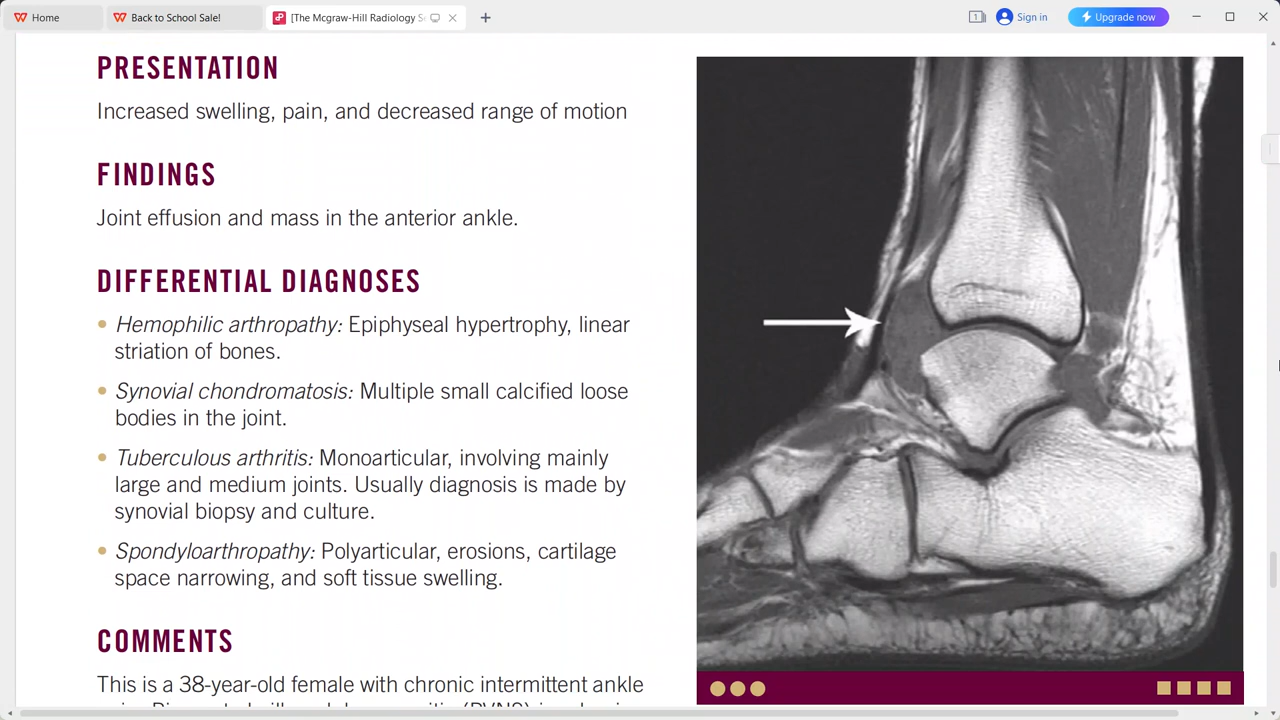 Home
Back to School Sale!
[The Mcgraw-Hill Radiology S
1
Sign in
Upgrade now
PRESENTATION
Increased swelling, pain, and decreased range of motion
FINDINGS
Joint effusion and mass in the anterior ankle.
DIFFERENTIAL DIAGNOSES
• Hemophilic arthropathy: Epiphyseal hypertrophy, linear
striation of bones.
• Synovial chondromatosis: Multiple small calcified loose
bodies in the joint.
• Tuberculous arthritis: Monoarticular, involving mainly
large and medium joints. Usually diagnosis is made by
synovial biopsy and culture.
• Spondyloarthropathy: Polyarticular, erosions, cartilage
space narrowing, and soft tissue swelling.
COMMENTS
This is a 38-year-old female with chronic intermittent ankle